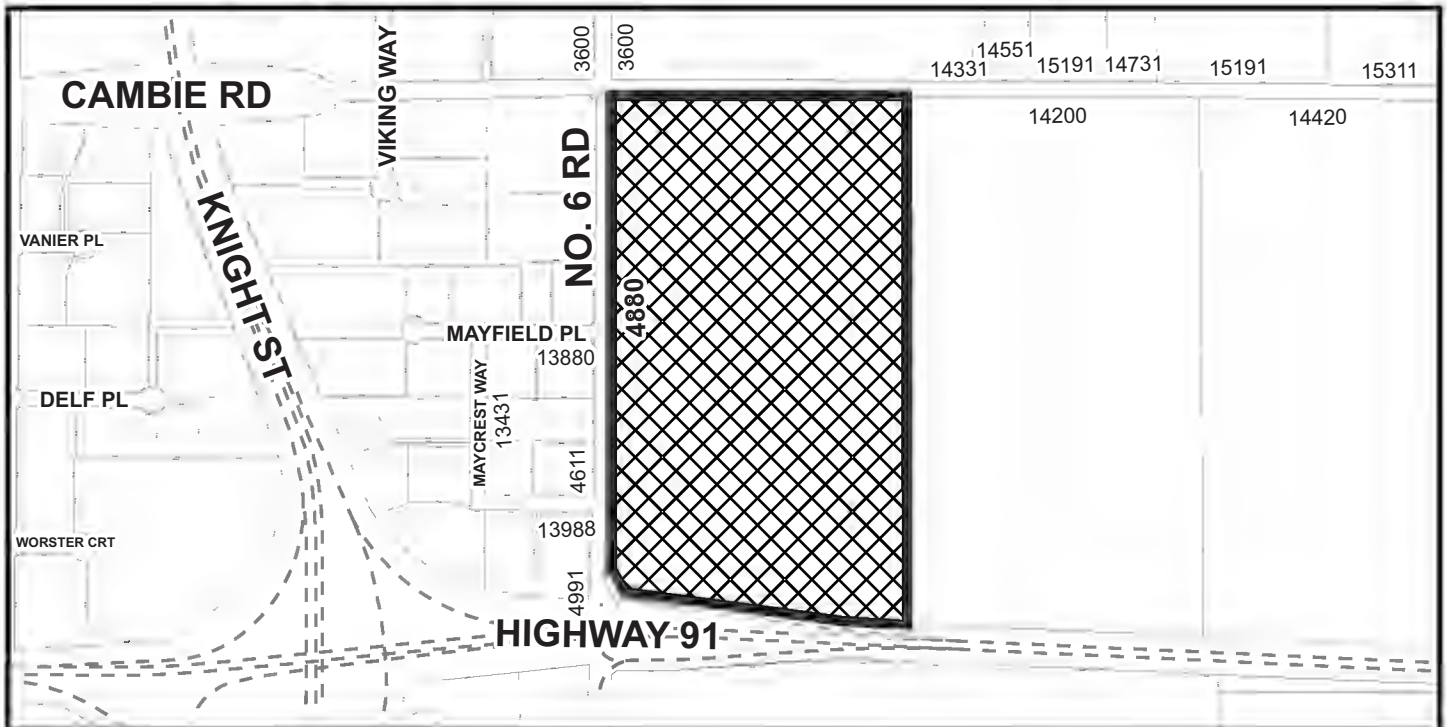 3600
3600
14551
14331
15191
14731
15191
15311
CAMBIE RD
VIKING WAY
14200
14420
NO. 6 RD
KNIGHT ST
VANIER PL
4880
MAYFIELD PL
13880
DELF PL
MAYCREST WAY
13431
4611
13988
WORSTER CRT
4991
HIGHWAY 91